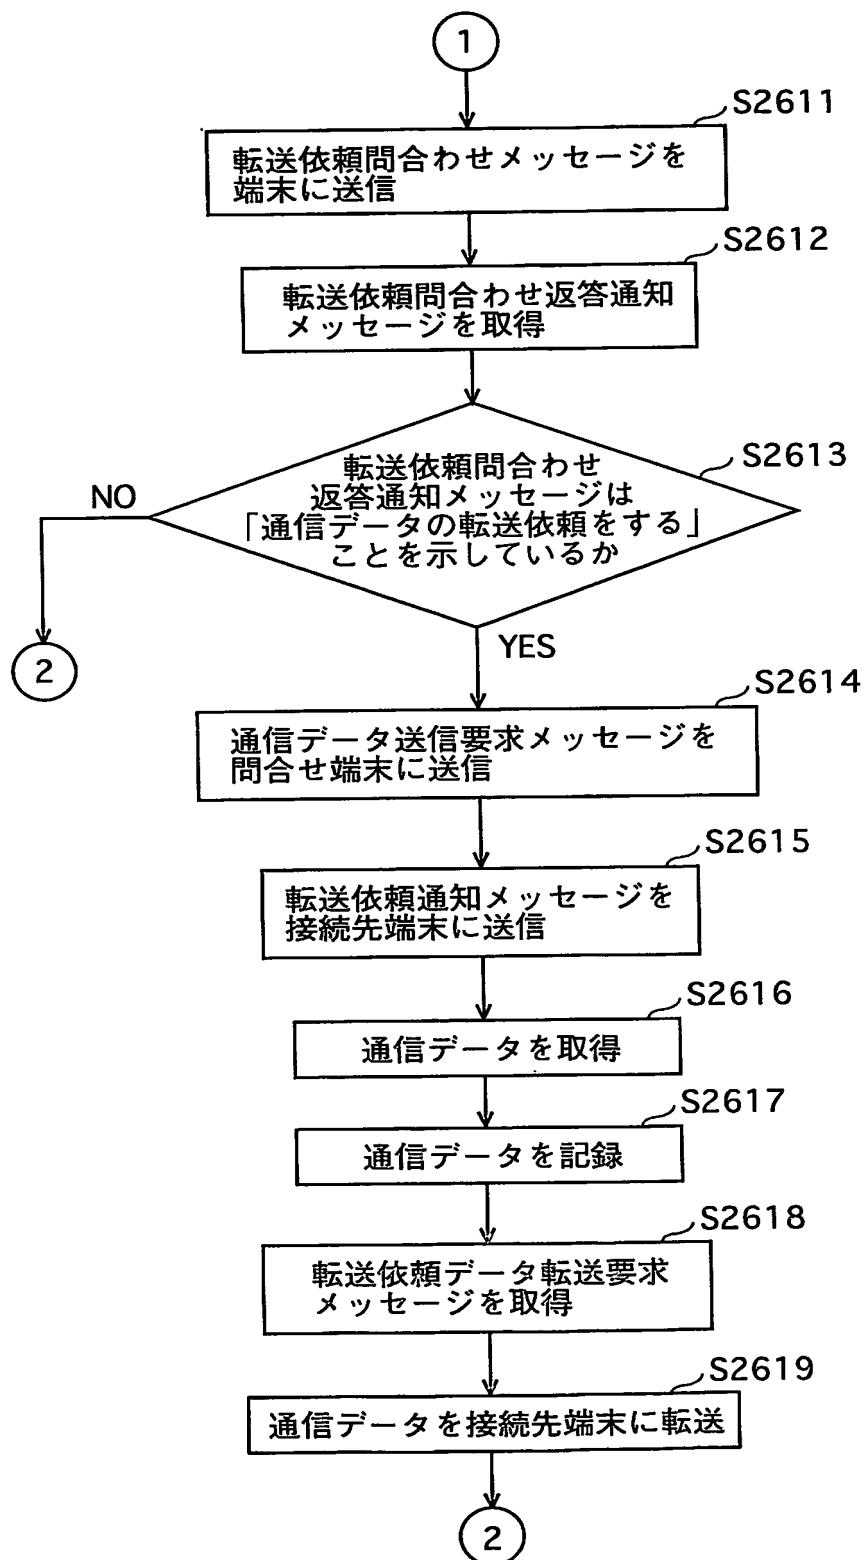 1
S2611
転送依頼問合わせメッセージを
端末に送信
S2612
転送依頼問合わせ返答通知
メッセージを取得
S2613
転送依頼問合わせ
返答通知メッセージは
「通信データの転送依頼をする」
ことを示しているか
NO
2
YES
S2614
通信データ送信要求メッセージを
問合せ端末に送信
S2615
転送依頼通知メッセージを
接続先端末に送信
S2616
通信データを取得
S2617
通信データを記録
S2618
転送依頼データ転送要求
メッセージを取得
S2619
通信データを接続先端末に転送
2